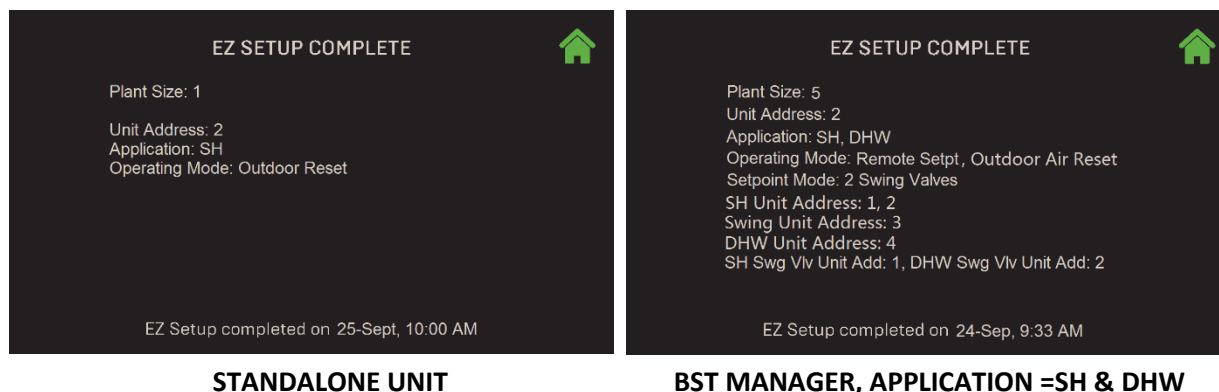 EZ SETUP COMPLETE
Plant Size: 1
Unit Address: 2
Application: SH
Operating Mode: Outdoor Reset
EZ Setup completed on 25-Sept, 10:00 AM
STANDALONE UNIT
EZ SETUP COMPLETE
Plant Size: 5
Unit Address: 2
Application: SH, DHW
Operating Mode: Remote Setpt, Outdoor Air Reset
Setpoint Mode: 2 Swing Valves
SH Unit Address: 1, 2
Swing Unit Address: 3
DHW Unit Address: 4
SH Swg Vlv Unit Add: 1, DHW Swg Vlv Unit Add: 2
EZ Setup completed on 24-Sep, 9:33 AM
BST MANAGER, APPLICATION =SH & DHW